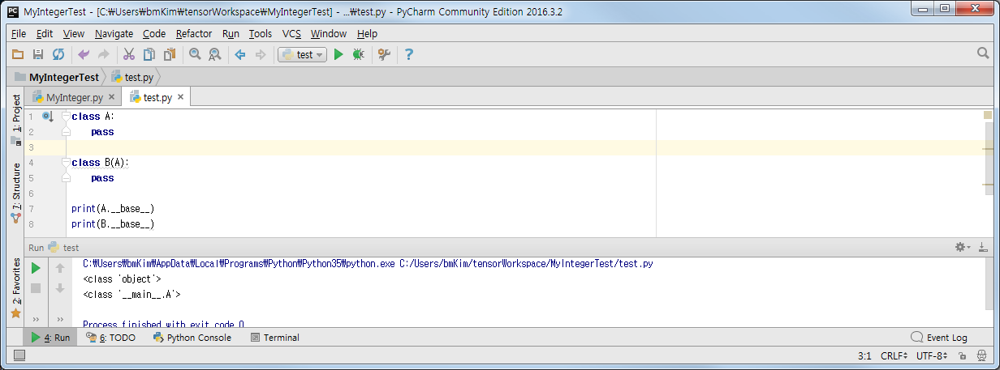 MyIntegerTest - [C:₩Users₩bmKim₩tensorWorkspace₩MyIntegerTest] - ...₩test.py - PyCharm Community Edition 2016.3.2
File Edit View Navigate Code Refactor Run Tools VCS Window Help
test
MyIntegerTest test.py
MyInteger.py test.py
1: Project
7: Structure
2: Favorites
1 class A:
2 pass
3
4 class B(A):
5 pass
6
7 print(A.__base__)
8 print(B.__base__)
Run test
C:₩Users₩bmKim₩AppData₩Local₩Programs₩Python₩Python35₩python.exe C:/Users/bmKim/tensorWorkspace/MyIntegerTest/test.py
<class 'object'>
<class '__main__.A'>
Process finished with exit code 0
4: Run 6: TODO Python Console Terminal Event Log
3:1 CRLF UTF-8